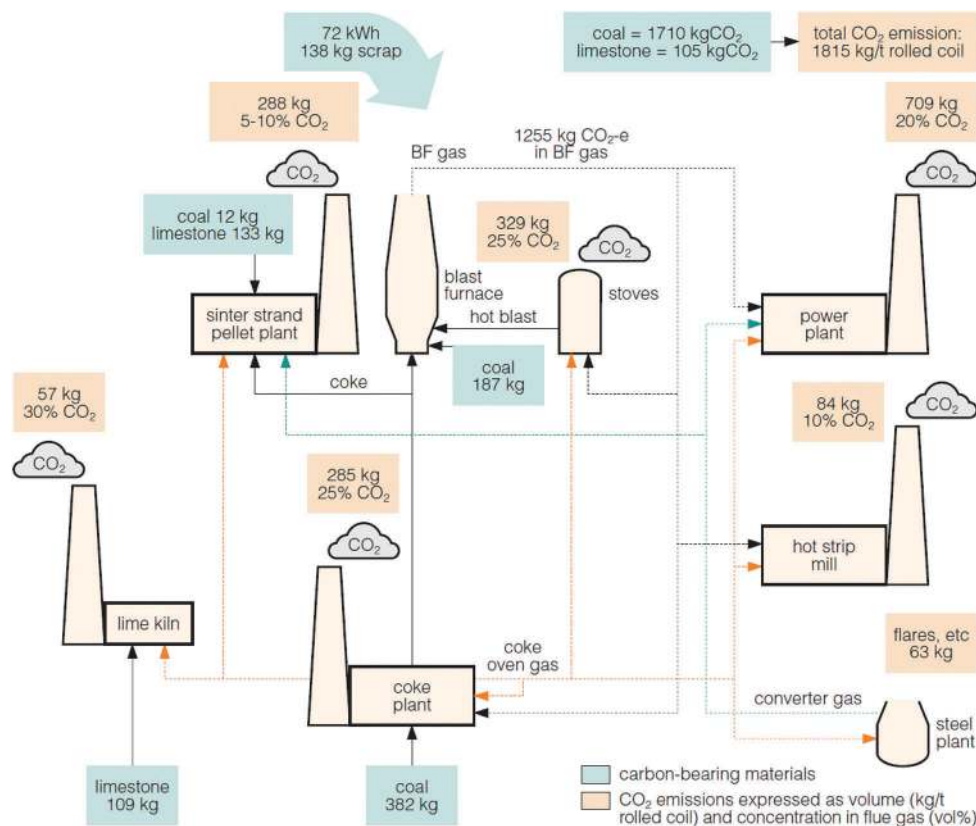 72 kWh
138 kg scrap
coal = 1710 kgCO₂
limestone = 105 kgCO₂
total CO₂ emission:
1815 kg/t rolled coil
288 kg
5-10% CO₂
709 kg
20% CO₂
BF gas
1255 kg CO₂-e
in BF gas
CO₂
CO₂
coal 12 kg
limestone 133 kg
329 kg
25% CO₂
CO₂
sinter strand
pellet plant
blast
furnace
stoves
hot blast
power
plant
coke
coal
187 kg
57 kg
30% CO₂
84 kg
10% CO₂
CO₂
CO₂
285 kg
25% CO₂
CO₂
hot strip
mill
lime kiln
flares, etc
63 kg
coke
oven gas
coke
plant
converter gas
steel
plant
limestone
109 kg
coal
382 kg
carbon-bearing materials
CO₂ emissions expressed as volume (kg/t
rolled coil) and concentration in flue gas (vol%)